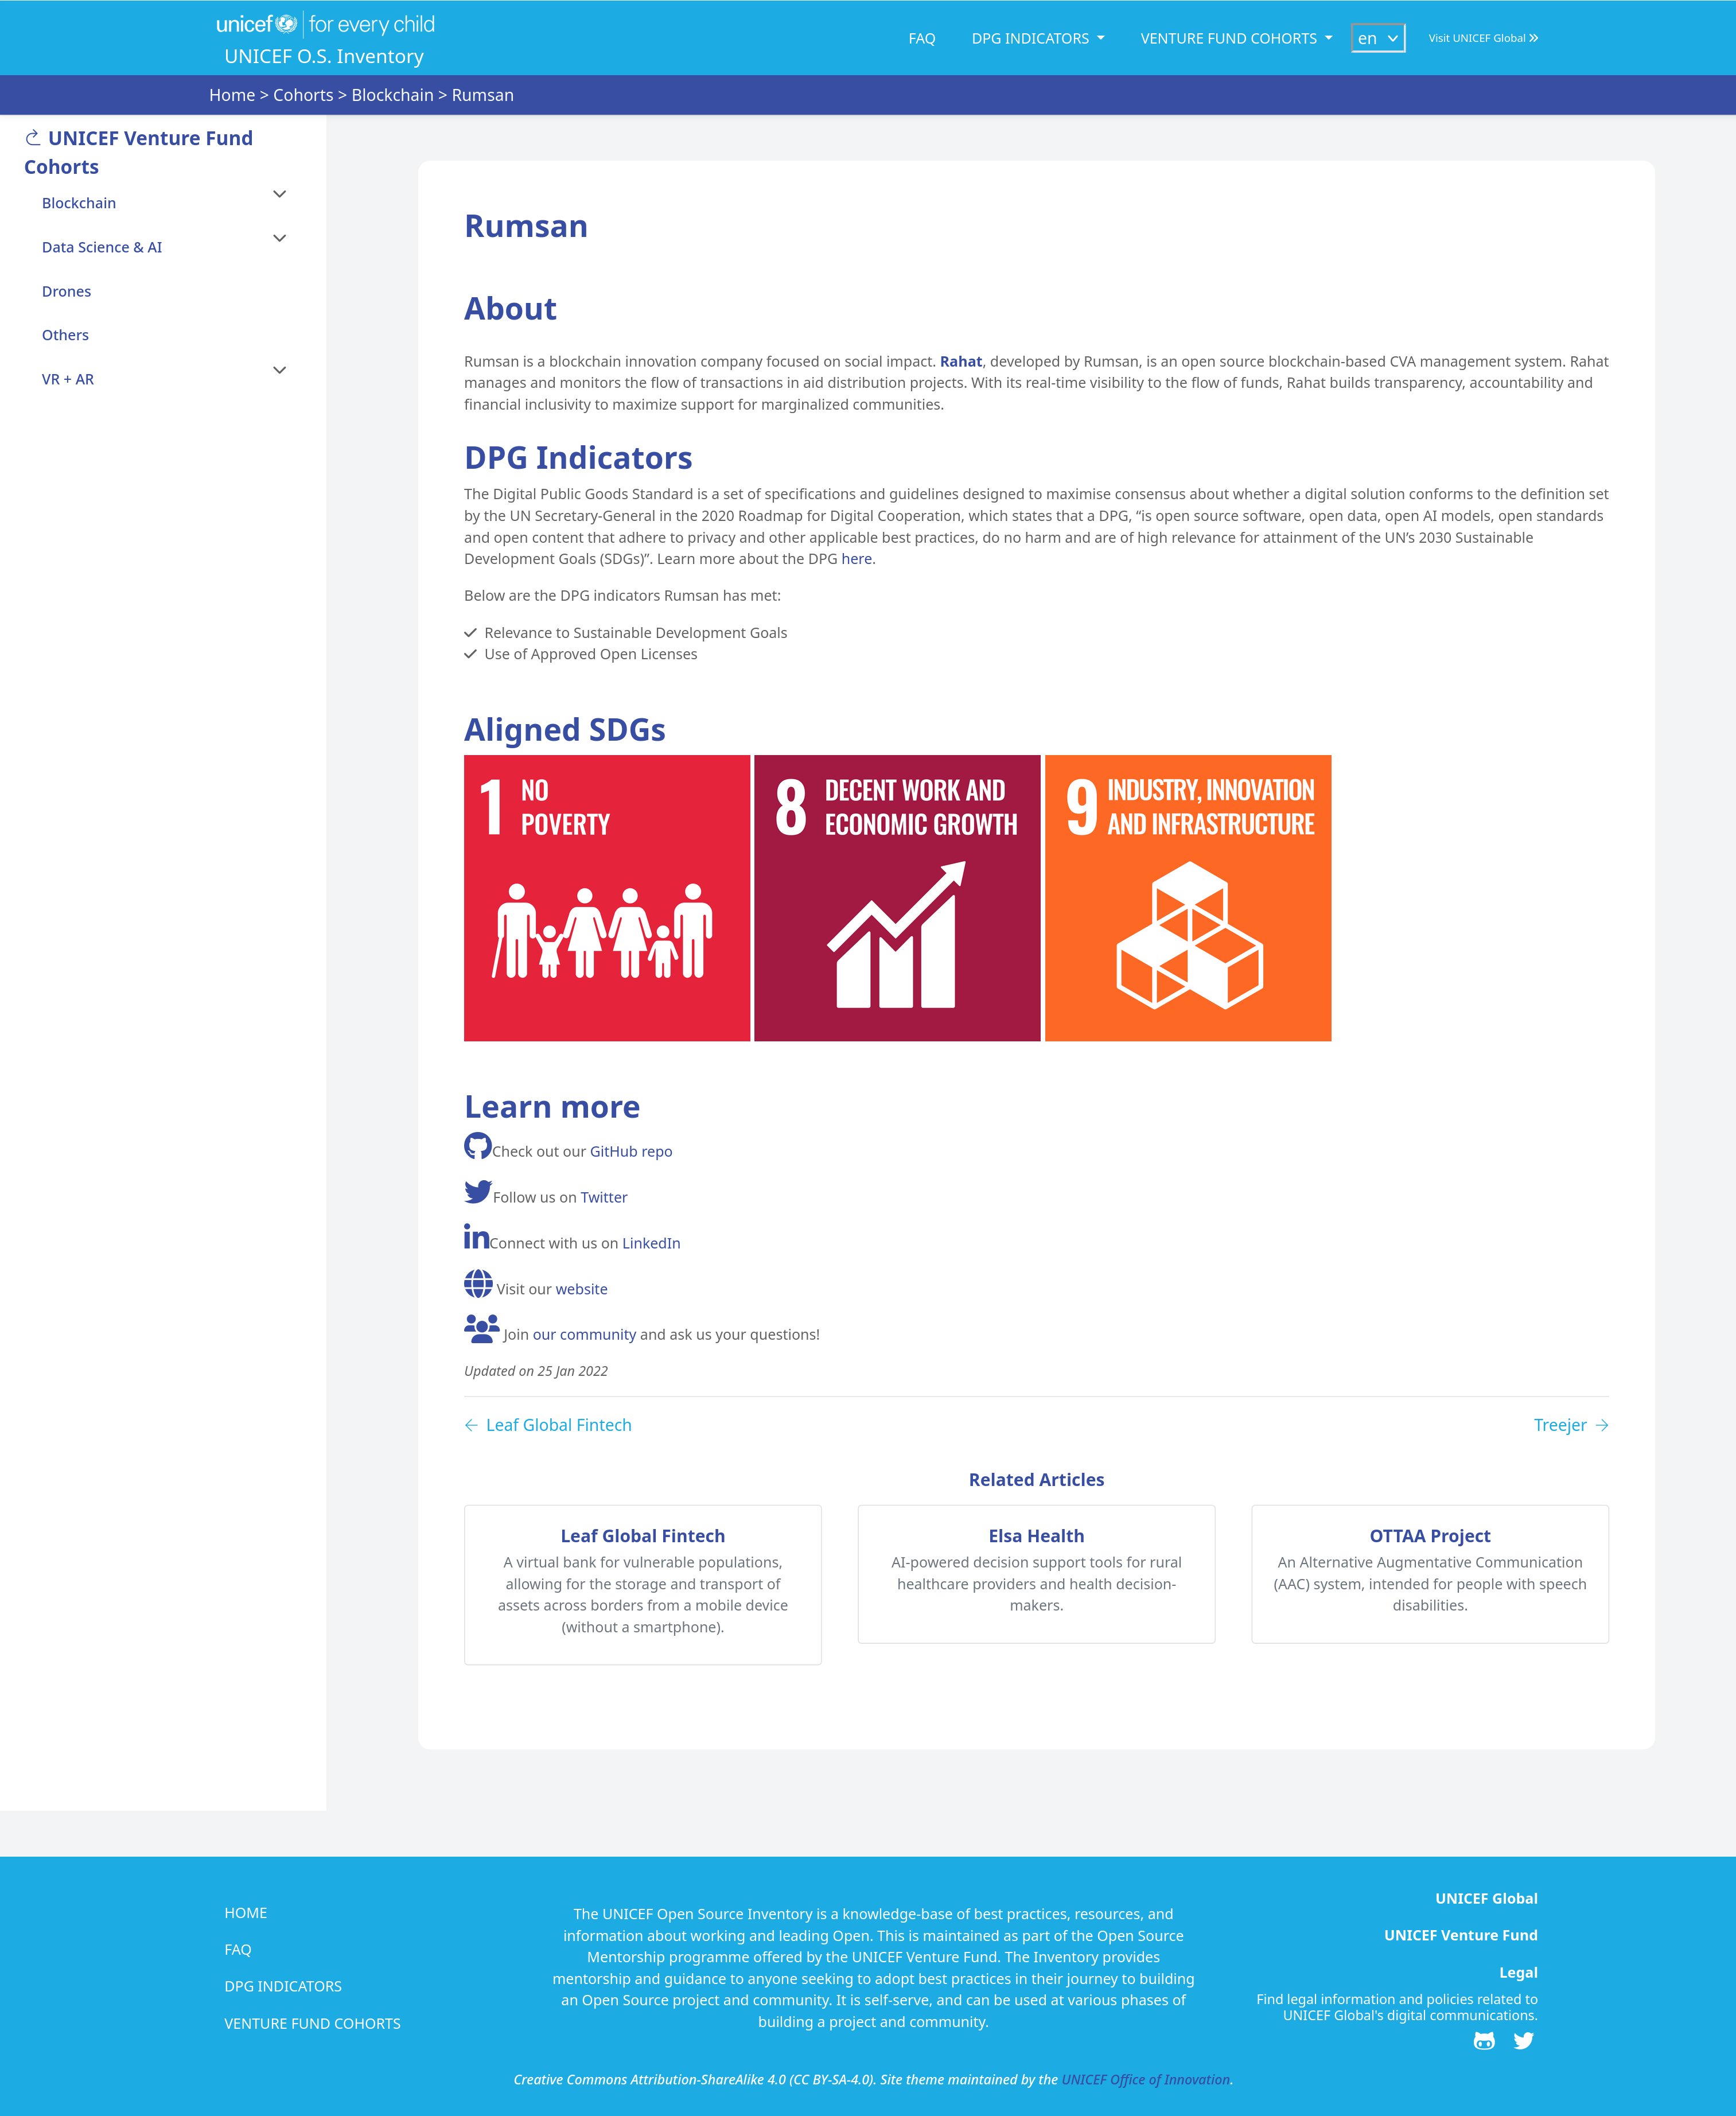 unicef for every child
UNICEF O.S. Inventory
FAQ
DPG INDICATORS
VENTURE FUND COHORTS
en
Visit UNICEF Global
Home > Cohorts > Blockchain > Rumsan
UNICEF Venture Fund
Cohorts
Blockchain
Data Science & AI
Drones
Others
VR + AR
Rumsan
About
Rumsan is a blockchain innovation company focused on social impact. Rahat, developed by Rumsan, is an open source blockchain-based CVA management system. Rahat
manages and monitors the flow of transactions in aid distribution projects. With its real-time visibility to the flow of funds, Rahat builds transparency, accountability and
financial inclusivity to maximize support for marginalized communities.
DPG Indicators
The Digital Public Goods Standard is a set of specifications and guidelines designed to maximise consensus about whether a digital solution conforms to the definition set
by the UN Secretary-General in the 2020 Roadmap for Digital Cooperation, which states that a DPG, “is open source software, open data, open AI models, open standards
and open content that adhere to privacy and other applicable best practices, do no harm and are of high relevance for attainment of the UN’s 2030 Sustainable
Development Goals (SDGs)”. Learn more about the DPG here.
Below are the DPG indicators Rumsan has met:
Relevance to Sustainable Development Goals
Use of Approved Open Licenses
Aligned SDGs
1 NO
POVERTY
8 DECENT WORK AND
ECONOMIC GROWTH
9 INDUSTRY, INNOVATION
AND INFRASTRUCTURE
Learn more
Check out our GitHub repo
Follow us on Twitter
in Connect with us on LinkedIn
Visit our website
Join our community and ask us your questions!
Updated on 25 Jan 2022
Leaf Global Fintech
Treejer
Related Articles
Leaf Global Fintech
A virtual bank for vulnerable populations,
allowing for the storage and transport of
assets across borders from a mobile device
(without a smartphone).
Elsa Health
AI-powered decision support tools for rural
healthcare providers and health decision-
makers.
OTTAA Project
An Alternative Augmentative Communication
(AAC) system, intended for people with speech
disabilities.
HOME
FAQ
DPG INDICATORS
VENTURE FUND COHORTS
The UNICEF Open Source Inventory is a knowledge-base of best practices, resources, and
information about working and leading Open. This is maintained as part of the Open Source
Mentorship programme offered by the UNICEF Venture Fund. The Inventory provides
mentorship and guidance to anyone seeking to adopt best practices in their journey to building
an Open Source project and community. It is self-serve, and can be used at various phases of
building a project and community.
UNICEF Global
UNICEF Venture Fund
Legal
Find legal information and policies related to
UNICEF Global's digital communications.
Creative Commons Attribution-ShareAlike 4.0 (CC BY-SA-4.0). Site theme maintained by the UNICEF Office of Innovation.